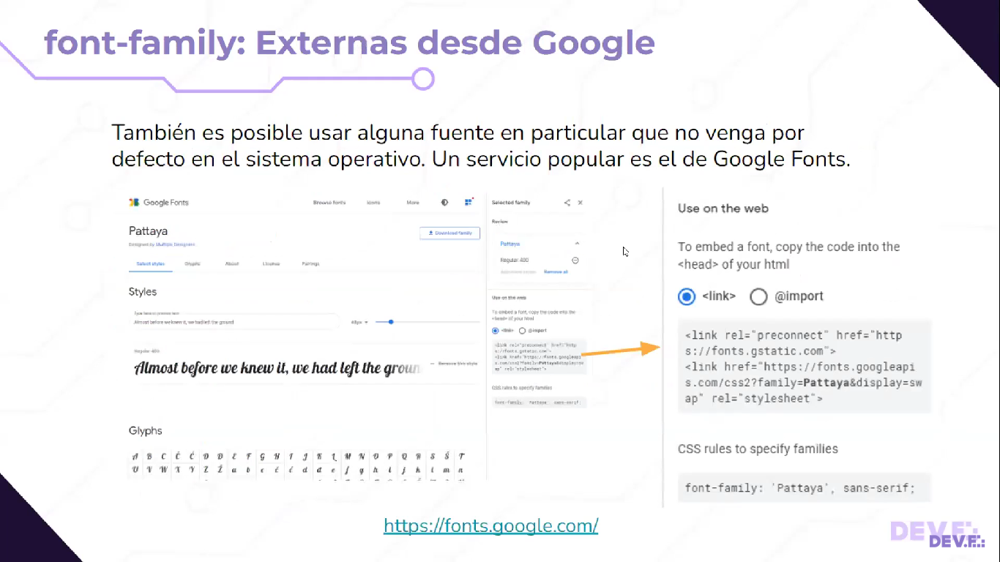 font-family: Externas desde Google
También es posible usar alguna fuente en particular que no venga por
defecto en el sistema operativo. Un servicio popular es el de Google Fonts.
Google Fonts
Browse fonts
Icons
More
Pattaya
Designed by Multiple Designers
Download family
Select styles
Glyphs
About
License
Pairings
Styles
Type here to preview text
Almost before we knew it, we had left the ground
48px
Regular 400
Almost before we knew it, we had left the groun
Remove this style
Glyphs
Selected family
Review
Pattaya
Regular 400
Remove all
Use on the web
To embed a font, copy the code into the
<head> of your html
<link>
@import
<link rel="preconnect" href="http
s://fonts.gstatic.com">
<link href="https://fonts.googleapi
s.com/css2?family=Pattaya&display=sw
ap" rel="stylesheet">
CSS rules to specify families
font-family: 'Pattaya', sans-serif;
Use on the web
To embed a font, copy the code into the
<head> of your html
<link>
@import
<link rel="preconnect" href="http
s://fonts.gstatic.com">
<link href="https://fonts.googleapi
s.com/css2?family=Pattaya&display=sw
ap" rel="stylesheet">
CSS rules to specify families
font-family: 'Pattaya', sans-serif;
https://fonts.google.com/
DEV.F.:
DEV.F.: